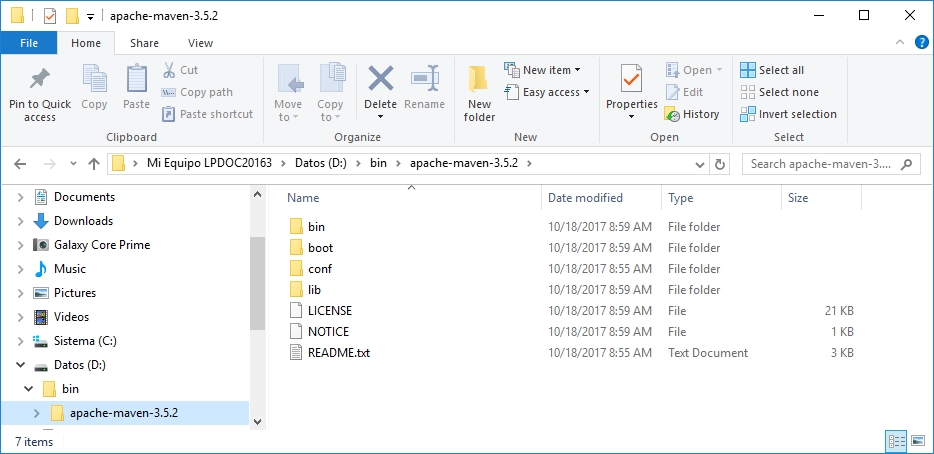 apache-maven-3.5.2
File Home Share View
Pin to Quick access
Copy
Paste
Cut
Copy path
Paste shortcut
Clipboard
Move to
Copy to
Delete
Rename
Organize
New folder
New item
Easy access
New
Properties
Open
Edit
History
Open
Select all
Select none
Invert selection
Select
Mi Equipo LPDOC20163 > Datos (D:) > bin > apache-maven-3.5.2 >
Search apache-maven-3....
Documents
Downloads
Galaxy Core Prime
Music
Pictures
Videos
Sistema (C:)
Datos (D:)
bin
apache-maven-3.5.2
Name Date modified Type Size
bin 10/18/2017 8:59 AM File folder
boot 10/18/2017 8:59 AM File folder
conf 10/18/2017 8:55 AM File folder
lib 10/18/2017 8:59 AM File folder
LICENSE 10/18/2017 8:59 AM File 21 KB
NOTICE 10/18/2017 8:59 AM File 1 KB
README.txt 10/18/2017 8:55 AM Text Document 3 KB
7 items